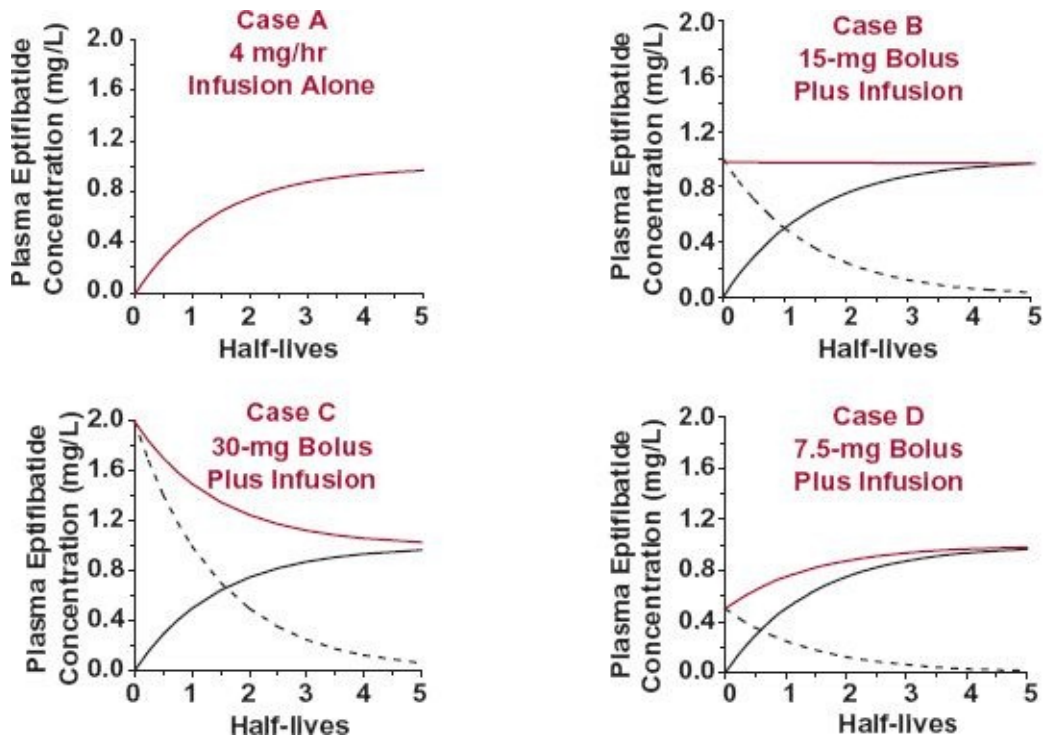 Case A
4 mg/hr
Infusion Alone
Plasma Eptifibatide
Concentration (mg/L)
2.0
1.6
1.2
0.8
0.4
0.0
0 1 2 3 4 5
Half-lives
Case B
15-mg Bolus
Plus Infusion
Plasma Eptifibatide
Concentration (mg/L)
2.0
1.6
1.2
0.8
0.4
0.0
0 1 2 3 4 5
Half-lives
Case C
30-mg Bolus
Plus Infusion
Plasma Eptifibatide
Concentration (mg/L)
2.0
1.6
1.2
0.8
0.4
0.0
0 1 2 3 4 5
Half-lives
Case D
7.5-mg Bolus
Plus Infusion
Plasma Eptifibatide
Concentration (mg/L)
2.0
1.6
1.2
0.8
0.4
0.0
0 1 2 3 4 5
Half-lives